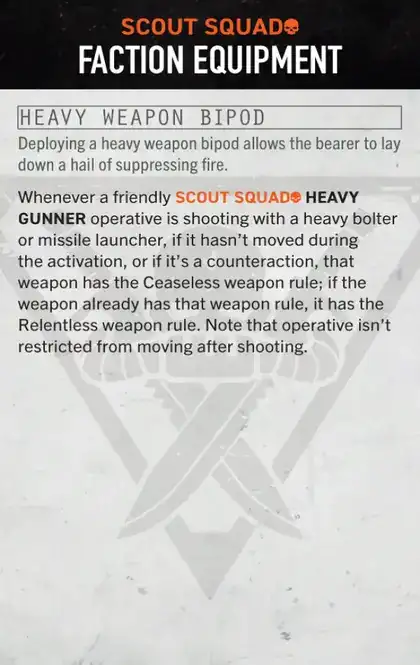 SCOUT SQUAD
FACTION EQUIPMENT
HEAVY WEAPON BIPOD
Deploying a heavy weapon bipod allows the bearer to lay
down a hail of suppressing fire.
Whenever a friendly SCOUT SQUAD HEAVY
GUNNER operative is shooting with a heavy bolter
or missile launcher, if it hasn’t moved during
the activation, or if it’s a counteraction, that
weapon has the Ceaseless weapon rule; if the
weapon already has that weapon rule, it has the
Relentless weapon rule. Note that operative isn’t
restricted from moving after shooting.